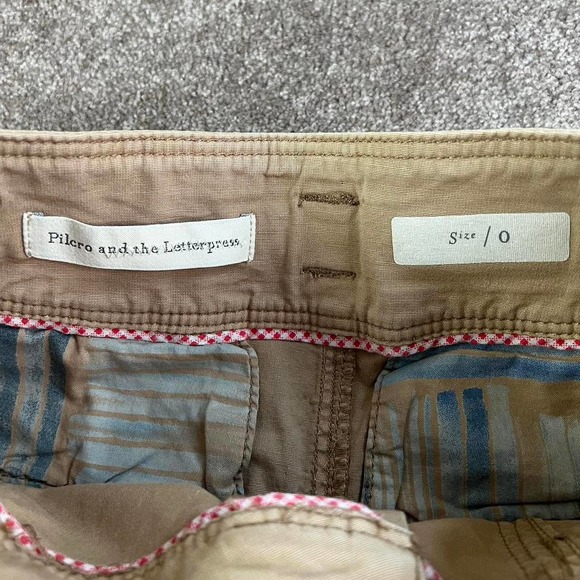 Pilcro and the Letterpress
Size / 0